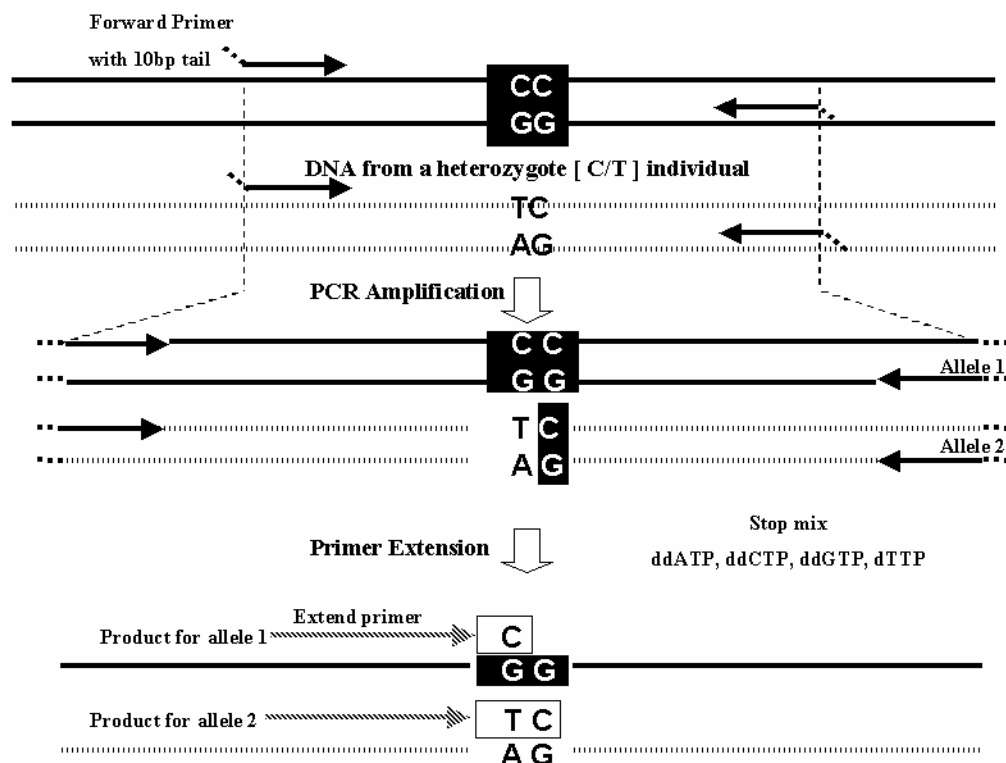 Forward Primer
with 10bp tail
CC
GG
DNA from a heterozygote [ C/T ] individual
TC
AG
PCR Amplification
C C
G G
Allele 1
T C
A G
Allele 2
Primer Extension
Stop mix
ddATP, ddCTP, ddGTP, dTTP
Extend primer
Product for allele 1
C
G G
Product for allele 2
T C
A G